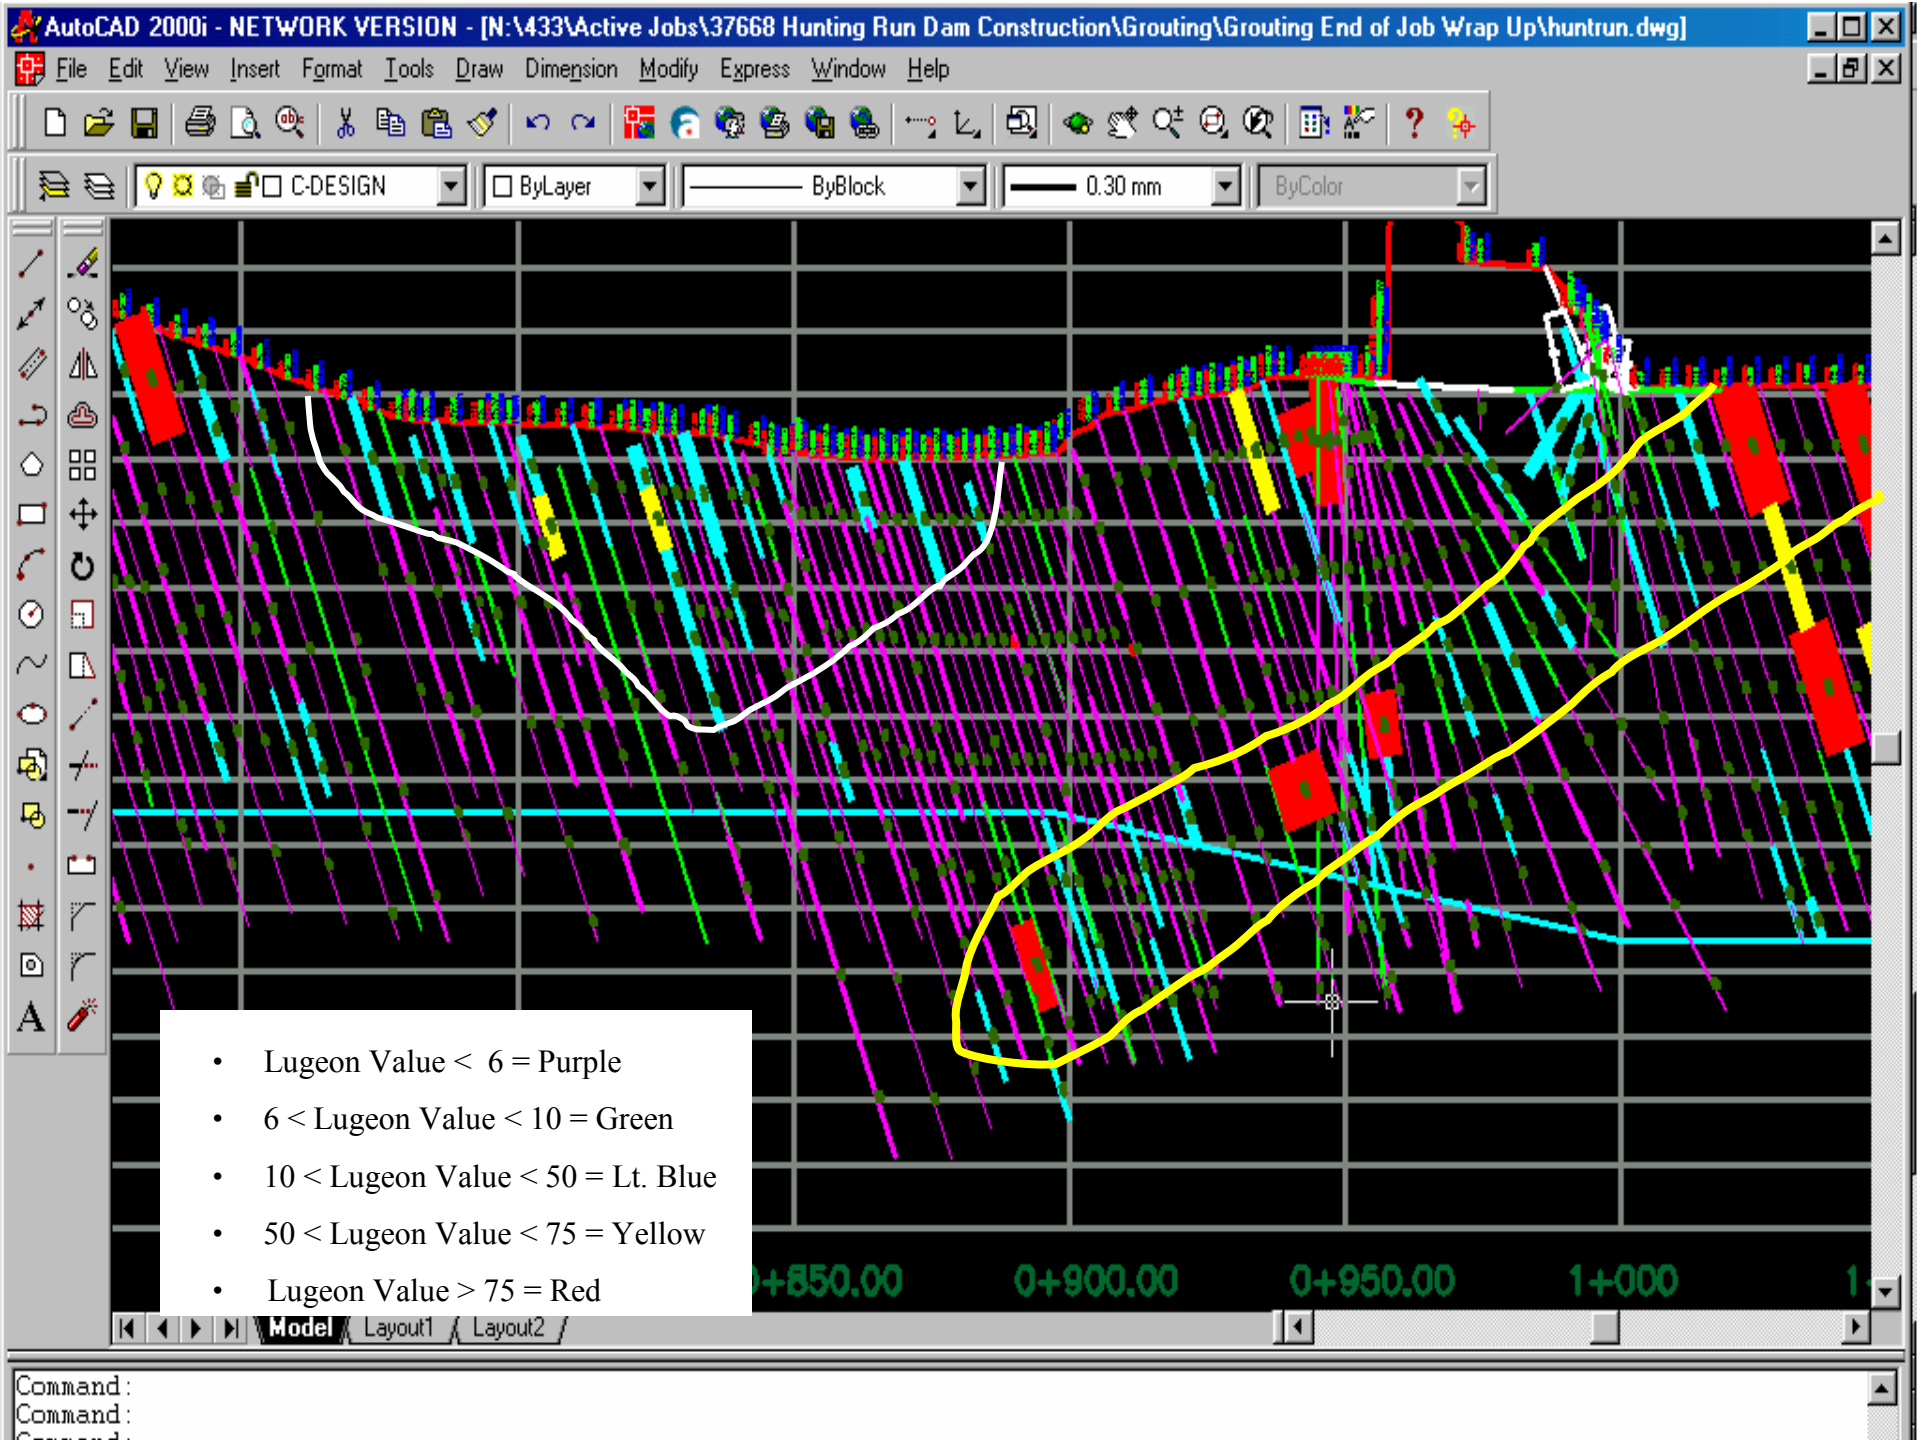 AutoCAD 2000i - NETWORK VERSION - [N:\433\Active Jobs\37668 Hunting Run Dam Construction\Grouting\Grouting End of Job Wrap Up\huntrun.dwg]
File Edit View Insert Format Tools Draw Dimension Modify Express Window Help
C-DESIGN ByLayer ByBlock 0.30 mm ByColor
• Lugeon Value < 6 = Purple
• 6 < Lugeon Value < 10 = Green
• 10 < Lugeon Value < 50 = Lt. Blue
• 50 < Lugeon Value < 75 = Yellow
• Lugeon Value > 75 = Red
+850.00 0+900.00 0+950.00 1+000 1
Model Layout1 Layout2
Command:
Command:
Command: